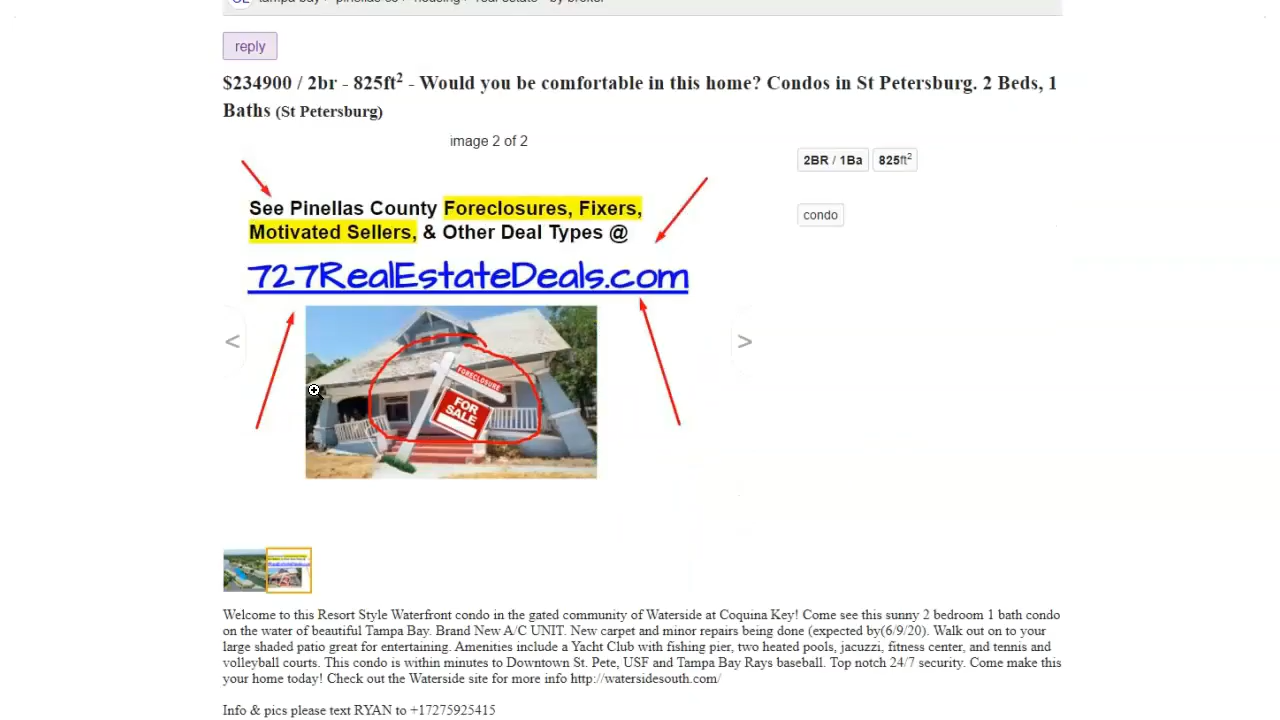 reply
$234900 / 2br - 825ft² - Would you be comfortable in this home? Condos in St Petersburg. 2 Beds, 1
Baths (St Petersburg)
image 2 of 2
2BR / 1Ba 825ft²
condo
See Pinellas County Foreclosures, Fixers,
Motivated Sellers, & Other Deal Types @
727RealEstateDeals.com
<
>
FORECLOSURE
FOR
SALE
Welcome to this Resort Style Waterfront condo in the gated community of Waterside at Coquina Key! Come see this sunny 2 bedroom 1 bath condo
on the water of beautiful Tampa Bay. Brand New A/C UNIT. New carpet and minor repairs being done (expected by(6/9/20). Walk out on to your
large shaded patio great for entertaining. Amenities include a Yacht Club with fishing pier, two heated pools, jacuzzi, fitness center, and tennis and
volleyball courts. This condo is within minutes to Downtown St. Pete, USF and Tampa Bay Rays baseball. Top notch 24/7 security. Come make this
your home today! Check out the Waterside site for more info http://watersidesouth.com/
Info & pics please text RYAN to +17275925415